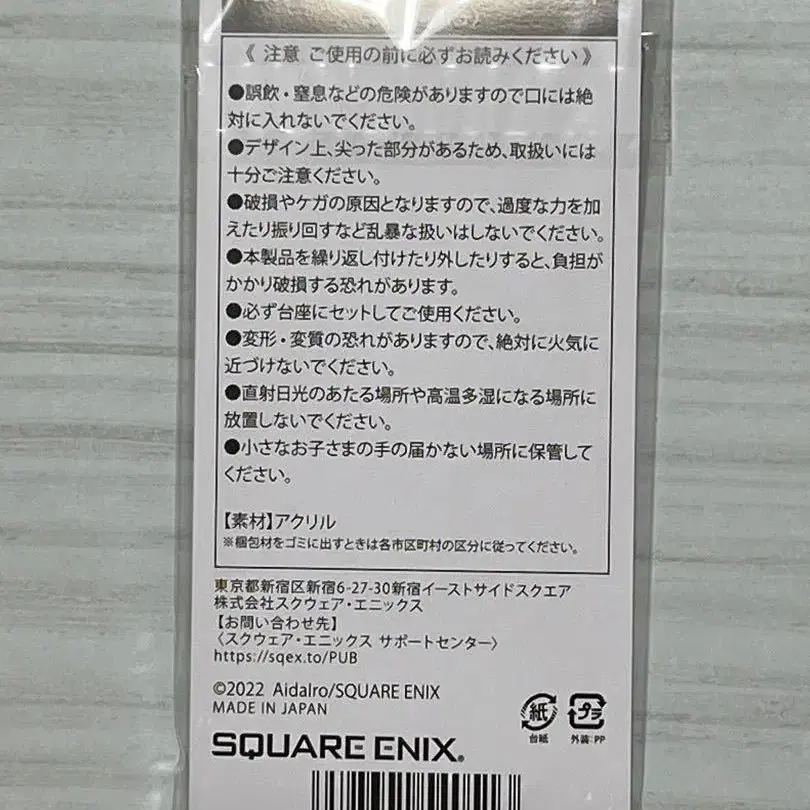 《 注意 ご使用の前に必ずお読みください 》
●誤飲・窒息などの危険がありますので口には絶
対に入れないでください。
●デザイン上、尖った部分があるため、取扱いには
十分ご注意ください。
●破損やケガの原因となりますので、過度な力を加
えたり振り回すなど乱暴な扱いはしないでください。
●本製品を繰り返し付けたり外したりすると、負担が
かかり破損する恐れがあります。
●必ず台座にセットしてご使用ください。
●変形・変質の恐れがありますので、絶対に火気に
近づけないでください。
●直射日光のあたる場所や高温多湿になる場所に
放置しないでください。
●小さなお子さまの手の届かない場所に保管して
ください。
【素材】アクリル
※梱包材をゴミに出すときは各市区町村の区分に従ってください。
東京都新宿区新宿6-27-30新宿イーストサイドスクエア
株式会社スクウェア・エニックス
【お問い合わせ先】
〈スクウェア・エニックス サポートセンター〉
https://sqex.to/PUB
©2022 AidaIro/SQUARE ENIX
MADE IN JAPAN
紙 プラ
台紙 外装:PP
SQUARE ENIX.